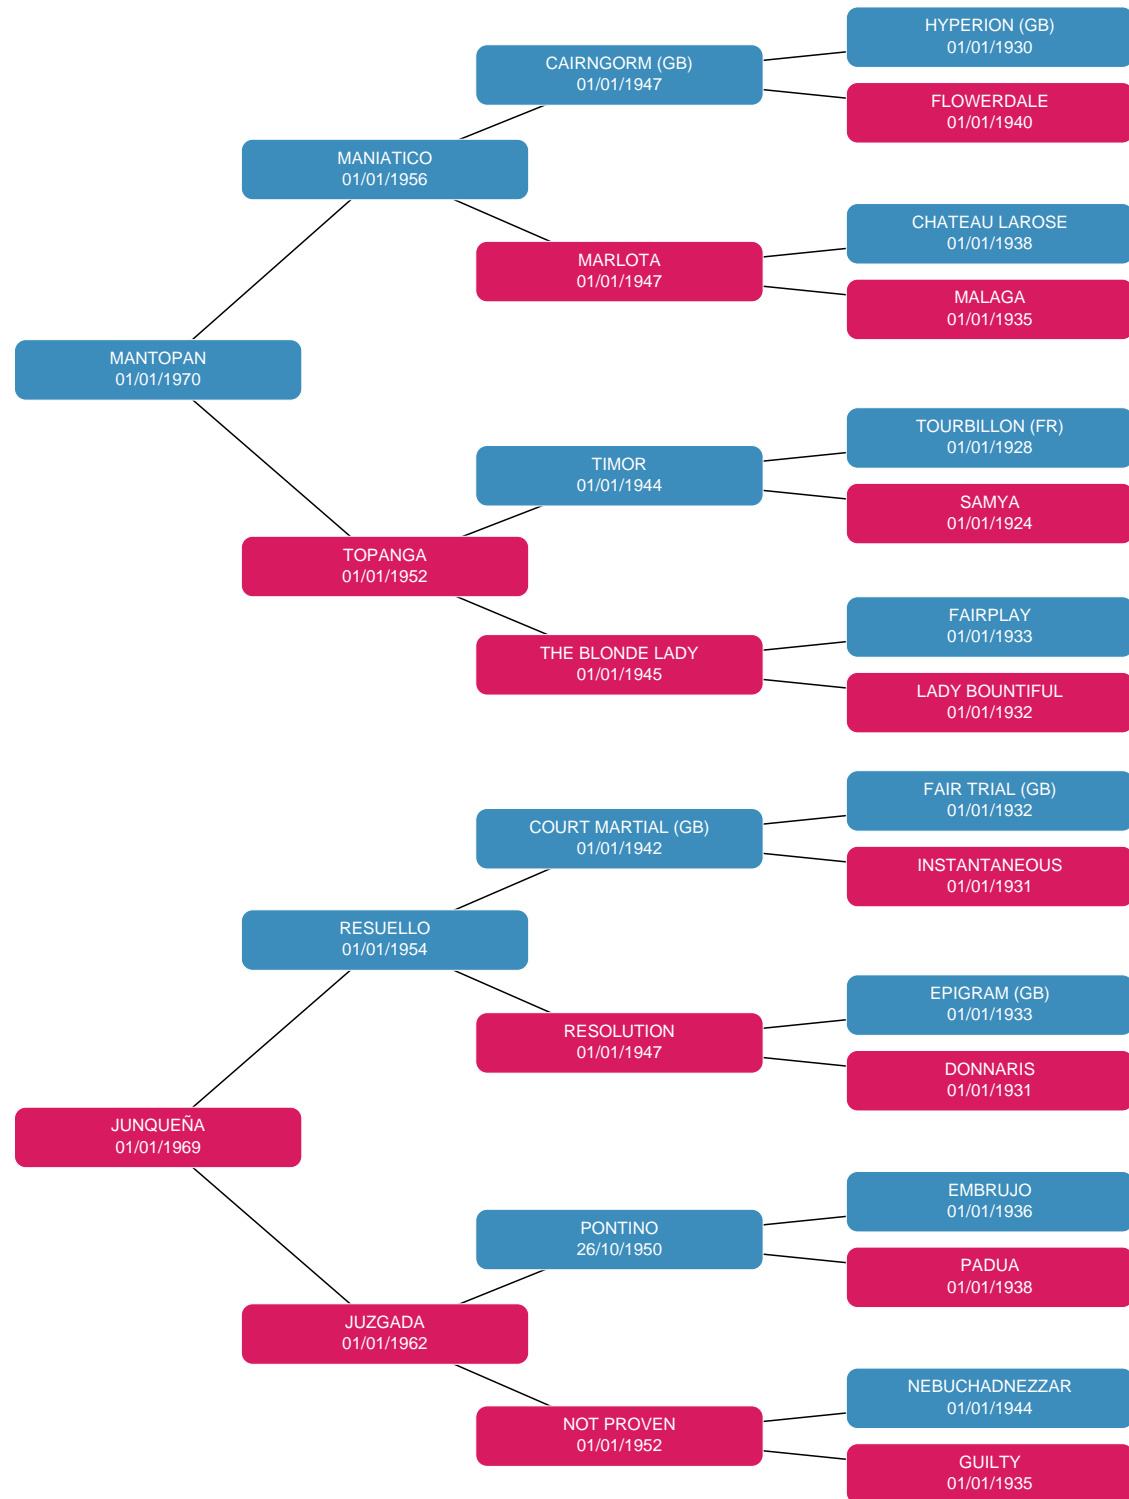 HYPERION (GB)
01/01/1930
CAIRNGORM (GB)
01/01/1947
FLOWERDALE
01/01/1940
MANIATICO
01/01/1956
CHATEAU LAROSE
01/01/1938
MARLOTA
01/01/1947
MALAGA
01/01/1935
MANTOPAN
01/01/1970
TOURBILLON (FR)
01/01/1928
TIMOR
01/01/1944
SAMYA
01/01/1924
TOPANGA
01/01/1952
FAIRPLAY
01/01/1933
THE BLONDE LADY
01/01/1945
LADY BOUNTIFUL
01/01/1932
FAIR TRIAL (GB)
01/01/1932
COURT MARTIAL (GB)
01/01/1942
INSTANTANEOUS
01/01/1931
RESUELLO
01/01/1954
EPIGRAM (GB)
01/01/1933
RESOLUTION
01/01/1947
DONNARIS
01/01/1931
JUNQUEÑA
01/01/1969
EMBRUJO
01/01/1936
PONTINO
26/10/1950
PADUA
01/01/1938
JUZGADA
01/01/1962
NEBUCHADNEZZAR
01/01/1944
NOT PROVEN
01/01/1952
GUILTY
01/01/1935